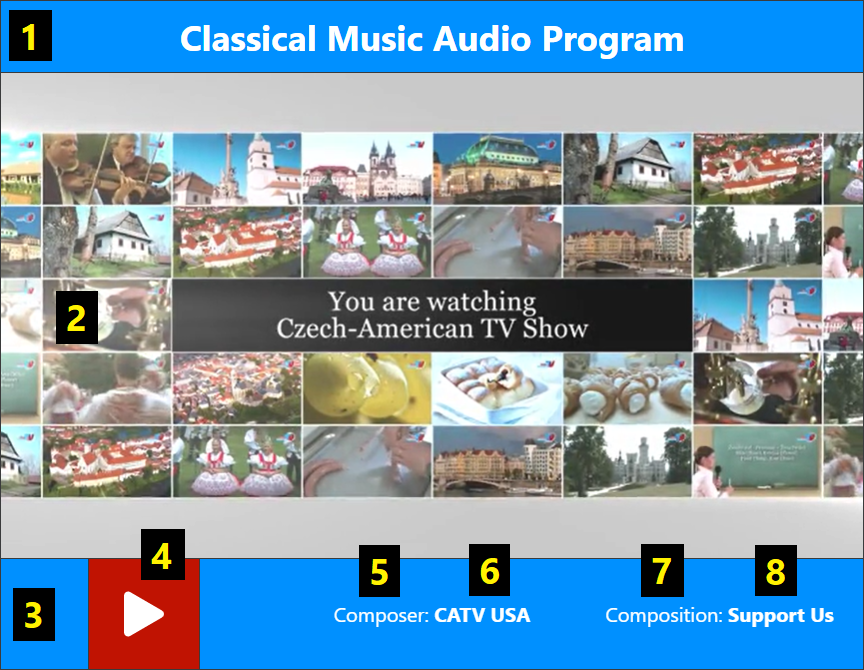 1
Classical Music Audio Program
2
You are watching
Czech-American TV Show
3
4
5
6
7
8
Composer: CATV USA
Composition: Support Us